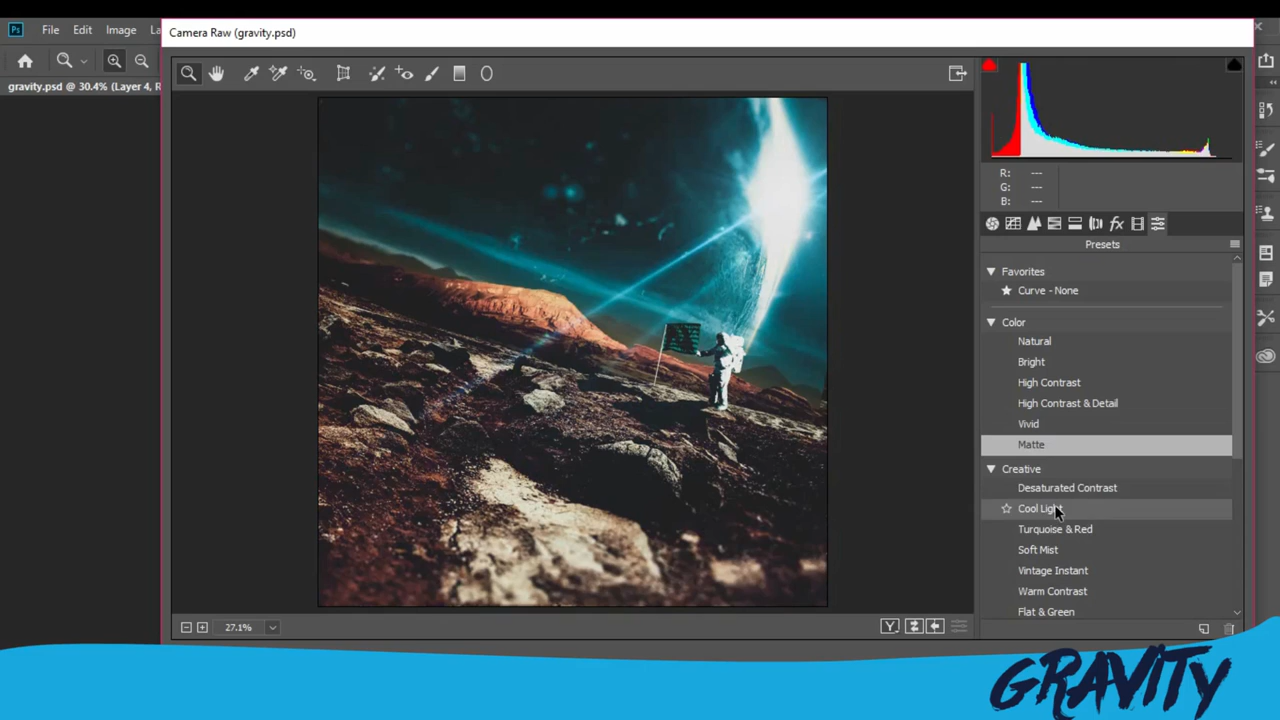 Ps File Edit Image La
Camera Raw (gravity.psd)
gravity.psd @ 30.4% (Layer 4, R
R: ---
G: ---
B: ---
fx
Presets
Favorites
Curve - None
Color
Natural
Bright
High Contrast
High Contrast & Detail
Vivid
Matte
Creative
Desaturated Contrast
Cool Light
Turquoise & Red
Soft Mist
Vintage Instant
Warm Contrast
Flat & Green
27.1%
Y
GRAVITY